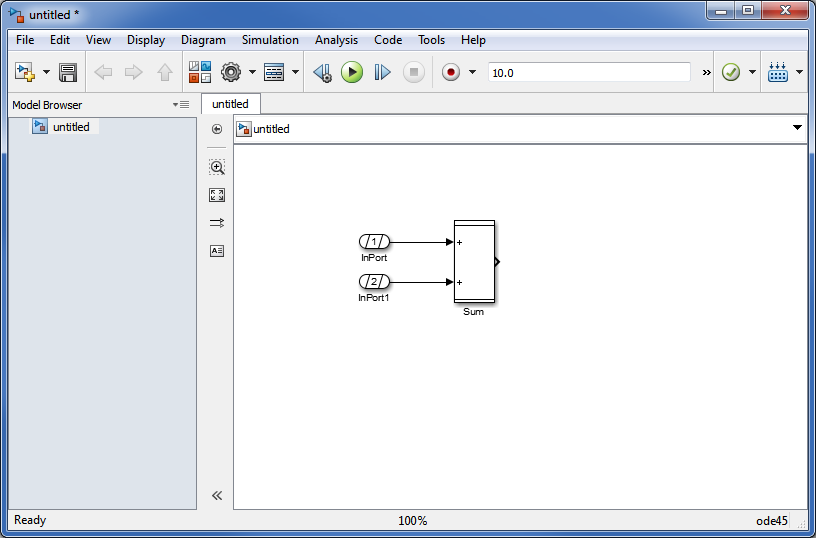 untitled *
File Edit View Display Diagram Simulation Analysis Code Tools Help
10.0 »
Model Browser
untitled
untitled
untitled
A
1
+
InPort
2
+
InPort1
Sum
Ready 100% ode45